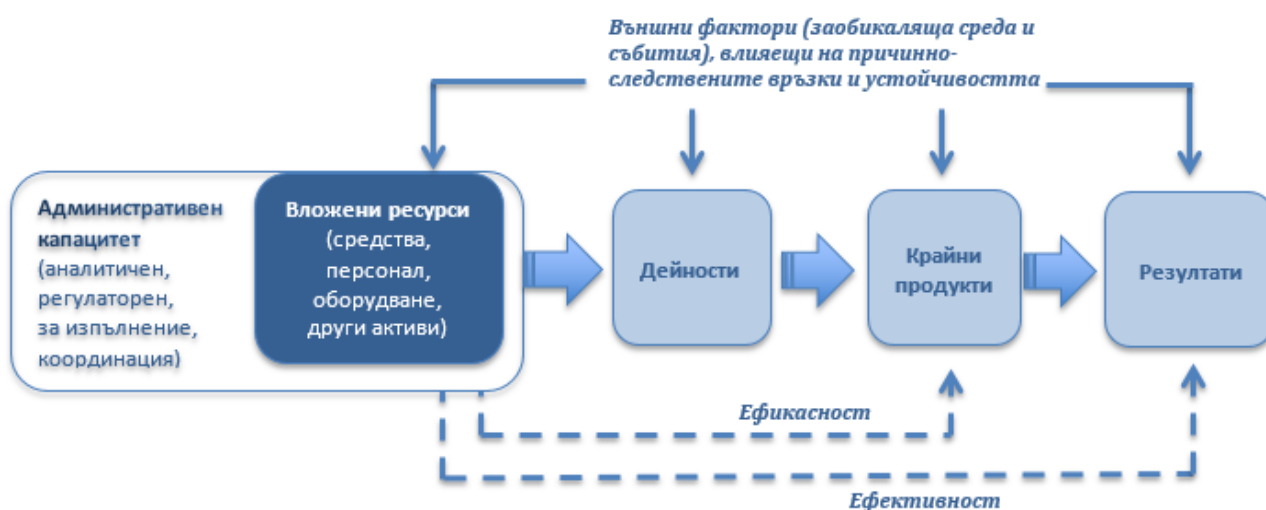 Външни фактори (заобикаляща среда и
събития), влияещи на причинно-
следствените връзки и устойчивостта
Административен
капацитет
(аналитичен,
регулаторен,
за изпълнение,
координация)
Вложени ресурси
(средства,
персонал,
оборудване,
други активи)
Дейности
Крайни
продукти
Резултати
Ефикасност
Ефективност